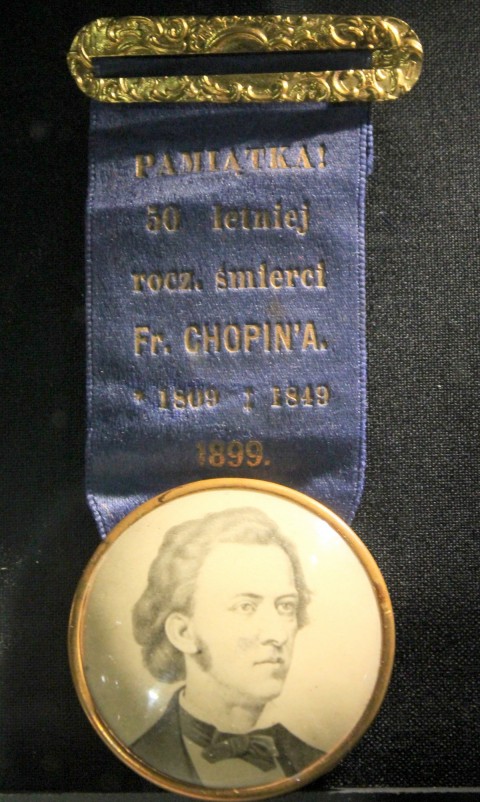 PAMIĄTKA!
50 letniej
rocz. śmierci
Fr. CHOPIN'A.
* 1809 † 1849
1899.